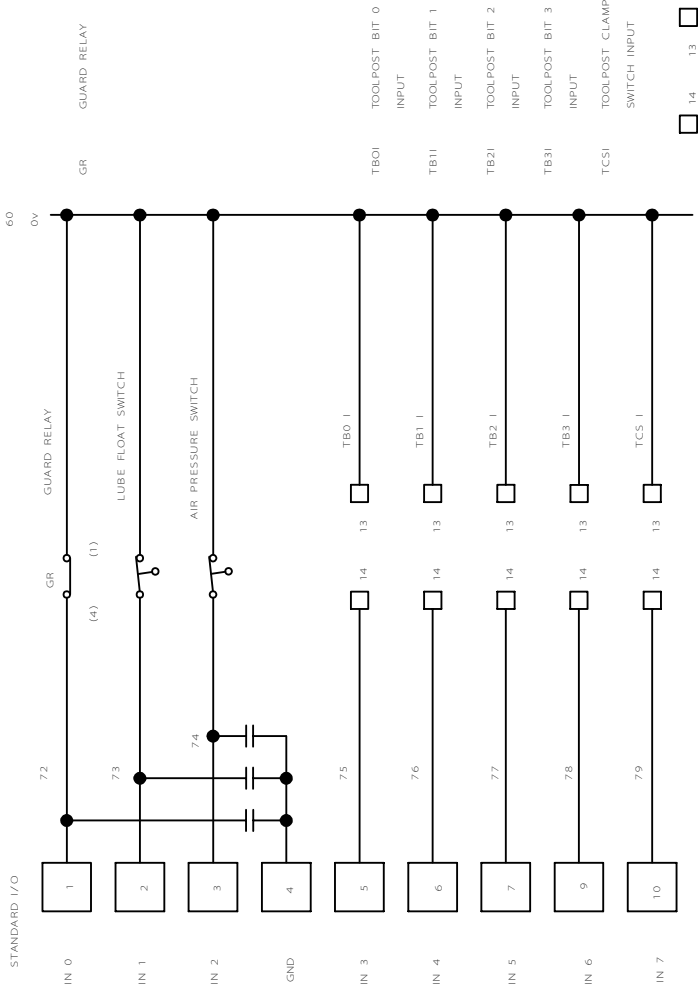 STANDARD I/O
60
0v
GR GUARD RELAY
IN 0 1 72 GR (4) (1) GUARD RELAY
IN 1 2 73 LUBE FLOAT SWITCH
IN 2 3 74 AIR PRESSURE SWITCH
GND 4
IN 3 5 75 14 13 TB0 I
IN 4 6 76 14 13 TB1 I
IN 5 7 77 14 13 TB2 I
IN 6 9 78 14 13 TB3 I
IN 7 10 79 14 13 TCS I
TB0I TOOLPOST BIT 0
INPUT
TB1I TOOLPOST BIT 1
INPUT
TB2I TOOLPOST BIT 2
INPUT
TB3I TOOLPOST BIT 3
INPUT
TCSI TOOLPOST CLAMP
SWITCH INPUT
14 13